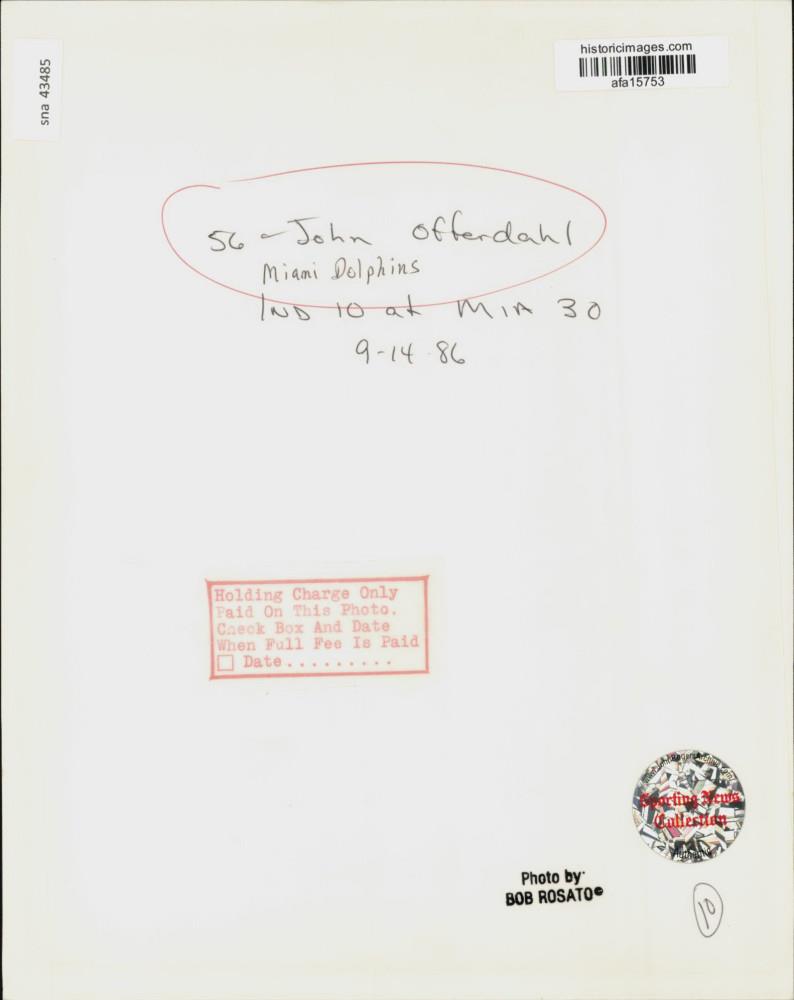 sna 43485
historicimages.com
afa15753
56 - John Offerdahl
Miami Dolphins
IND 10 at MIA 30
9-14-86
Holding Charge Only
Paid On This Photo.
Check Box And Date
When Full Fee Is Paid
Date..........
Sporting News
Collection
Authentic
Photo by
BOB ROSATO©
10